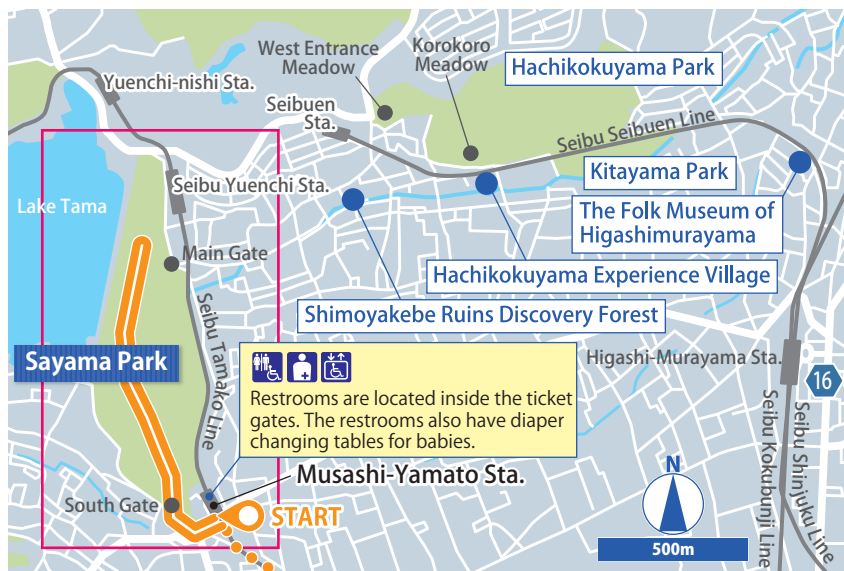 West Entrance
Meadow
Korokoro
Meadow
Hachikokuyama Park
Yuenchi-nishi Sta.
Seibuen
Sta.
Seibu Seibuen Line
Seibu Yuenchi Sta.
Kitayama Park
Lake Tama
The Folk Museum of
Higashimurayama
Main Gate
Hachikokuyama Experience Village
Seibu Tamako Line
Shimoyakebe Ruins Discovery Forest
Sayama Park
Higashi-Murayama Sta.
16
Restrooms are located inside the ticket
gates. The restrooms also have diaper
changing tables for babies.
Seibu Kokubunji Line
Seibu Shinjuku Line
Musashi-Yamato Sta.
N
South Gate
START
500m